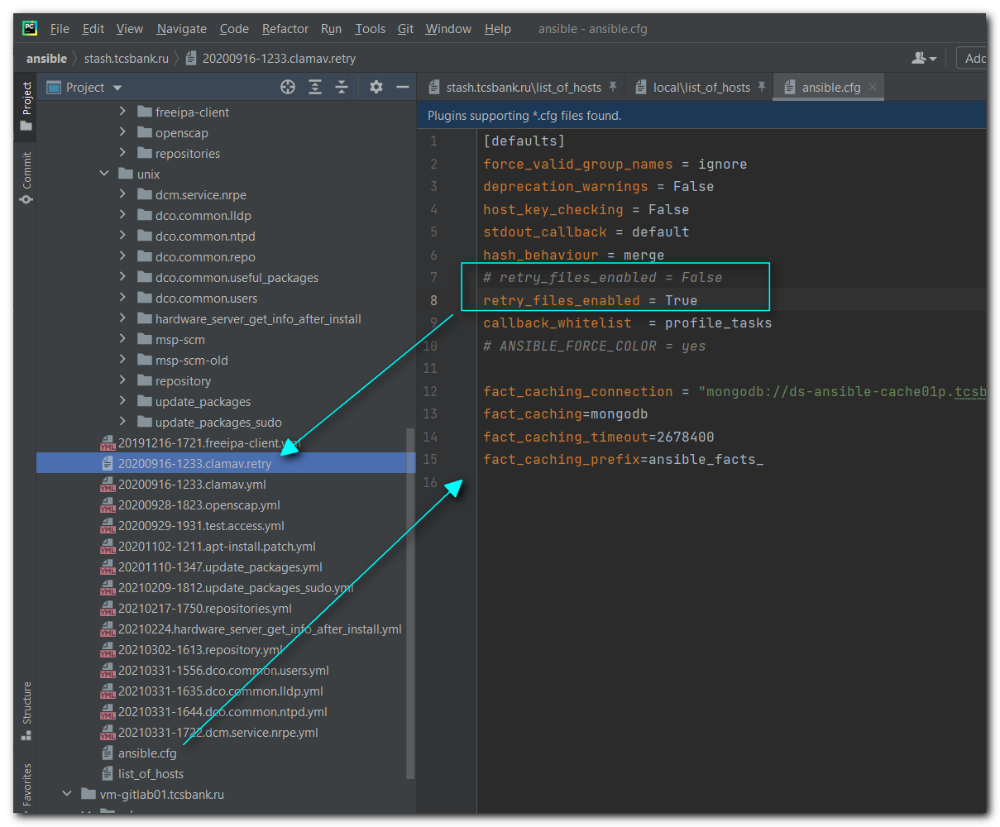 PC
File Edit View Navigate Code Refactor Run Tools Git Window Help ansible - ansible.cfg
ansible stash.tcsbank.ru 20200916-1233.clamav.retry
Project
stash.tcsbank.ru\list_of_hosts local\list_of_hosts ansible.cfg
Plugins supporting *.cfg files found.
Project
Commit
Structure
Favorites
freeipa-client
openscap
repositories
unix
dcm.service.nrpe
dco.common.lldp
dco.common.ntpd
dco.common.repo
dco.common.useful_packages
dco.common.users
hardware_server_get_info_after_install
msp-scm
msp-scm-old
repository
update_packages
update_packages_sudo
20191216-1721.freeipa-client.yml
20200916-1233.clamav.retry
20200916-1233.clamav.yml
20200928-1823.openscap.yml
20200929-1931.test.access.yml
20201102-1211.apt-install.patch.yml
20201110-1347.update_packages.yml
20210209-1812.update_packages_sudo.yml
20210217-1750.repositories.yml
20210224.hardware_server_get_info_after_install.yml
20210302-1613.repository.yml
20210331-1556.dco.common.users.yml
20210331-1635.dco.common.lldp.yml
20210331-1644.dco.common.ntpd.yml
20210331-1722.dcm.service.nrpe.yml
ansible.cfg
list_of_hosts
vm-gitlab01.tcsbank.ru
1 [defaults]
2 force_valid_group_names = ignore
3 deprecation_warnings = False
4 host_key_checking = False
5 stdout_callback = default
6 hash_behaviour = merge
7 # retry_files_enabled = False
8 retry_files_enabled = True
9 callback_whitelist  = profile_tasks
10 # ANSIBLE_FORCE_COLOR = yes
11
12 fact_caching_connection = "mongodb://ds-ansible-cache01p.tcsb
13 fact_caching=mongodb
14 fact_caching_timeout=2678400
15 fact_caching_prefix=ansible_facts_
16